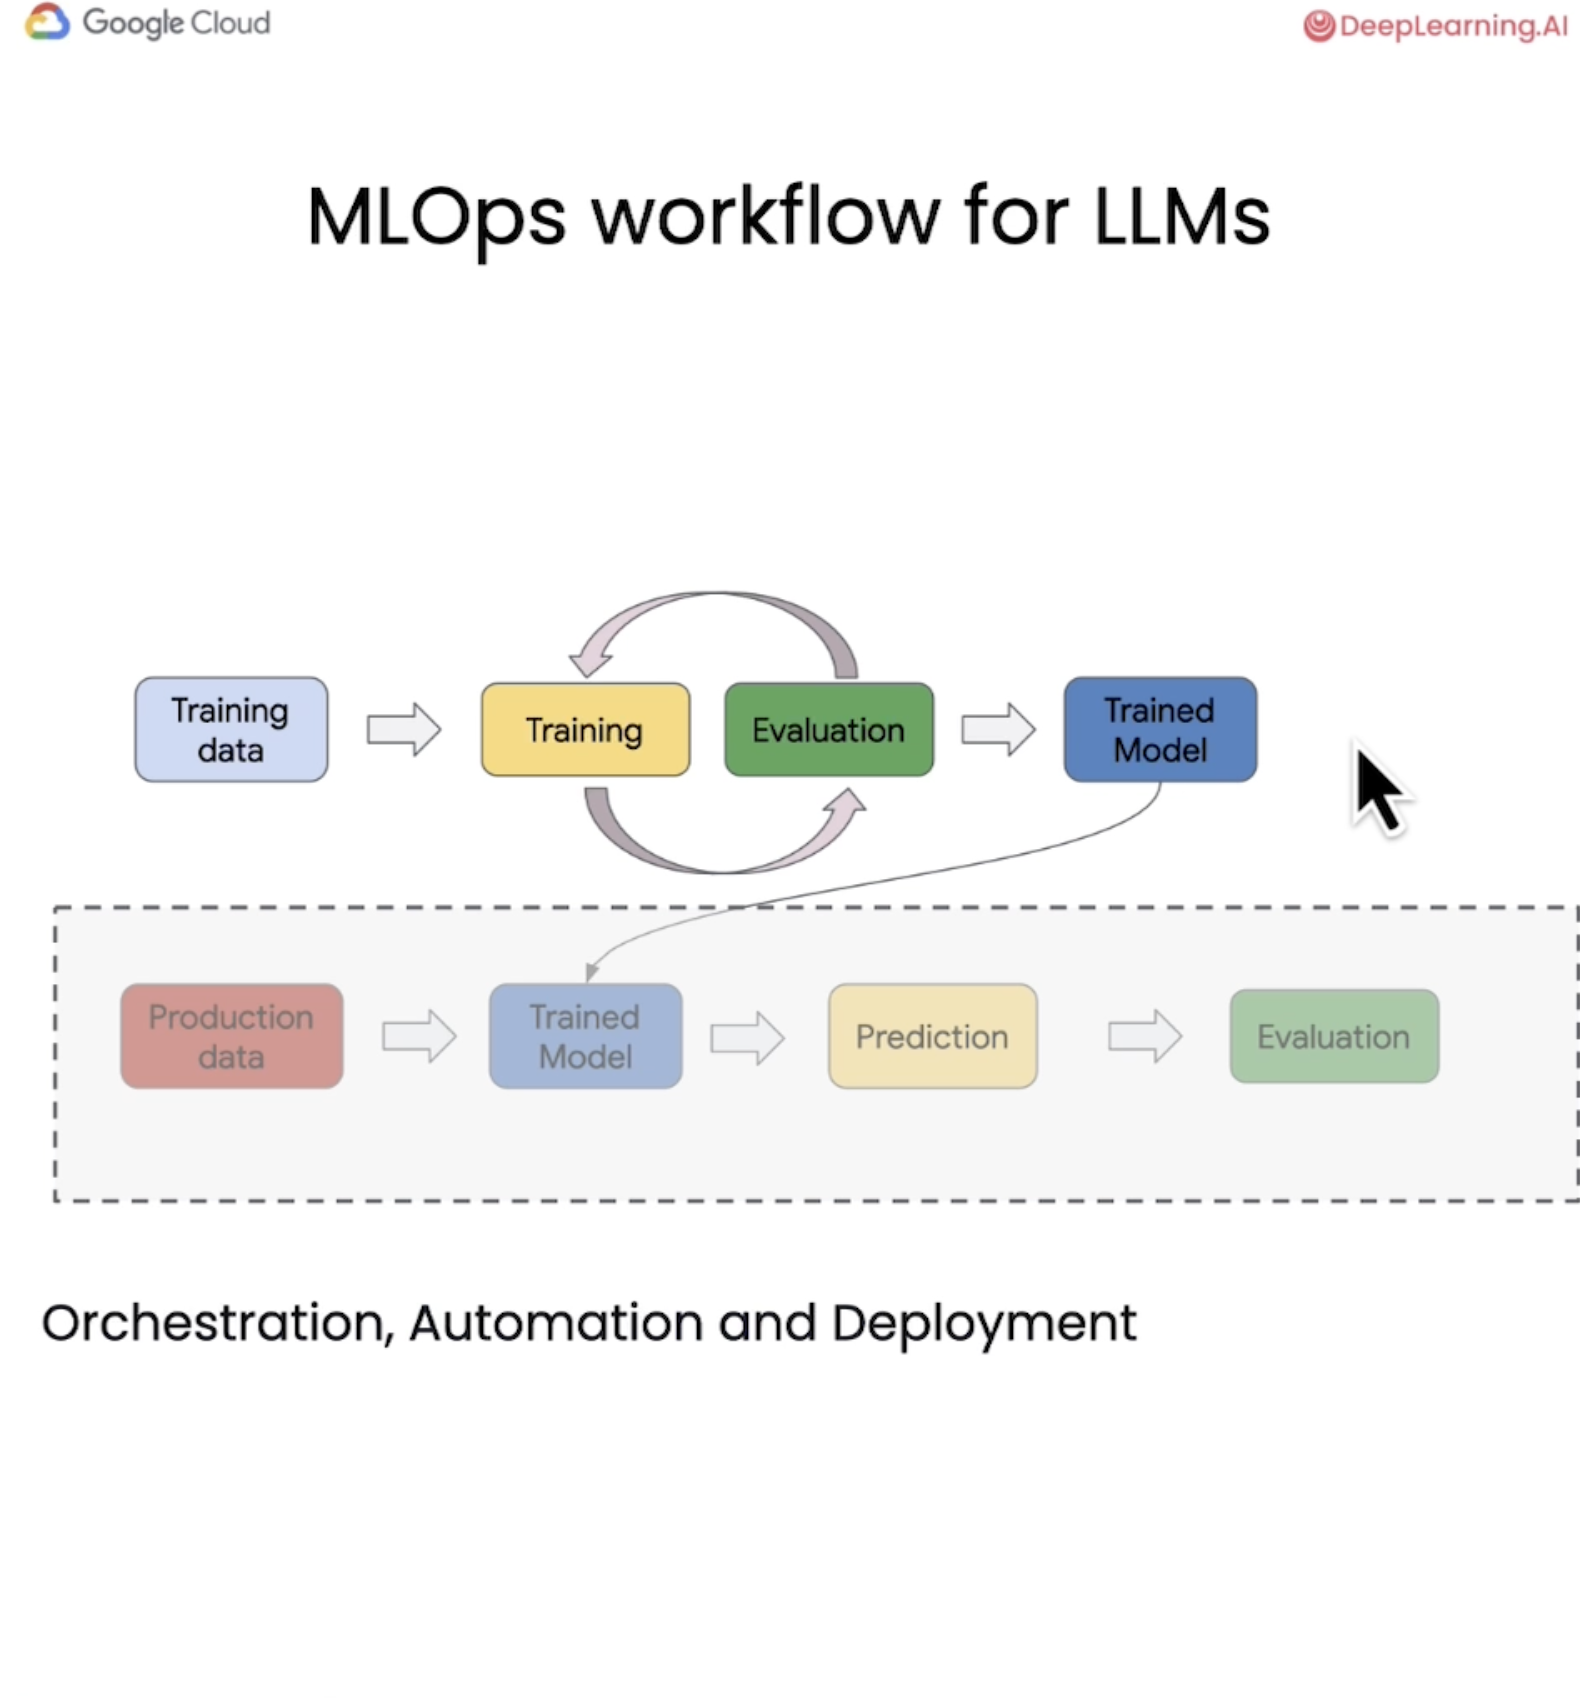 Google Cloud
DeepLearning.AI
MLOps workflow for LLMs
Training
data
Training
Evaluation
Trained
Model
Production
data
Trained
Model
Prediction
Evaluation
Orchestration, Automation and Deployment